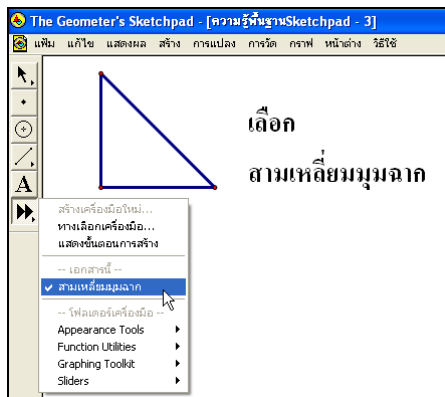 The Geometer's Sketchpad - [ความรู้พื้นฐานSketchpad - 3]
แฟ้ม แก้ไข แสดงผล สร้าง การแปลง การวัด กราฟ หน้าต่าง วิธีใช้
เลือก
สามเหลี่ยมมุมฉาก
A
สร้างเครื่องมือใหม่...
ทางเลือกเครื่องมือ...
แสดงขั้นตอนการสร้าง
-- เอกสารนี้ --
สามเหลี่ยมมุมฉาก
-- โฟลเดอร์เครื่องมือ --
Appearance Tools
Function Utilities
Graphing Toolkit
Sliders